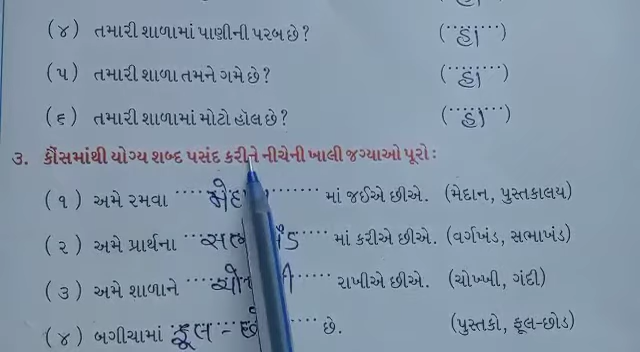 (૪) તમારી શાળામાં પાણીની પરબ છે? (હા)
(૫) તમારી શાળા તમને ગમે છે? (હા)
(૬) તમારી શાળામાં મોટો હૉલ છે? (હા)
૩. કૌંસમાંથી યોગ્ય શબ્દ પસંદ કરીને નીચેની ખાલી જગ્યાઓ પૂરો :
(૧) અમે રમવા માં જઈએ છીએ. (મેદાન, પુસ્તકાલય)
(૨) અમે પ્રાર્થના માં કરીએ છીએ. (વર્ગખંડ, સભાખંડ)
(૩) અમે શાળાને રાખીએ છીએ. (ચોખ્ખી, ગંદી)
(૪) બગીચામાં ફૂલ - છે. (પુસ્તકો, ફૂલ-છોડ)